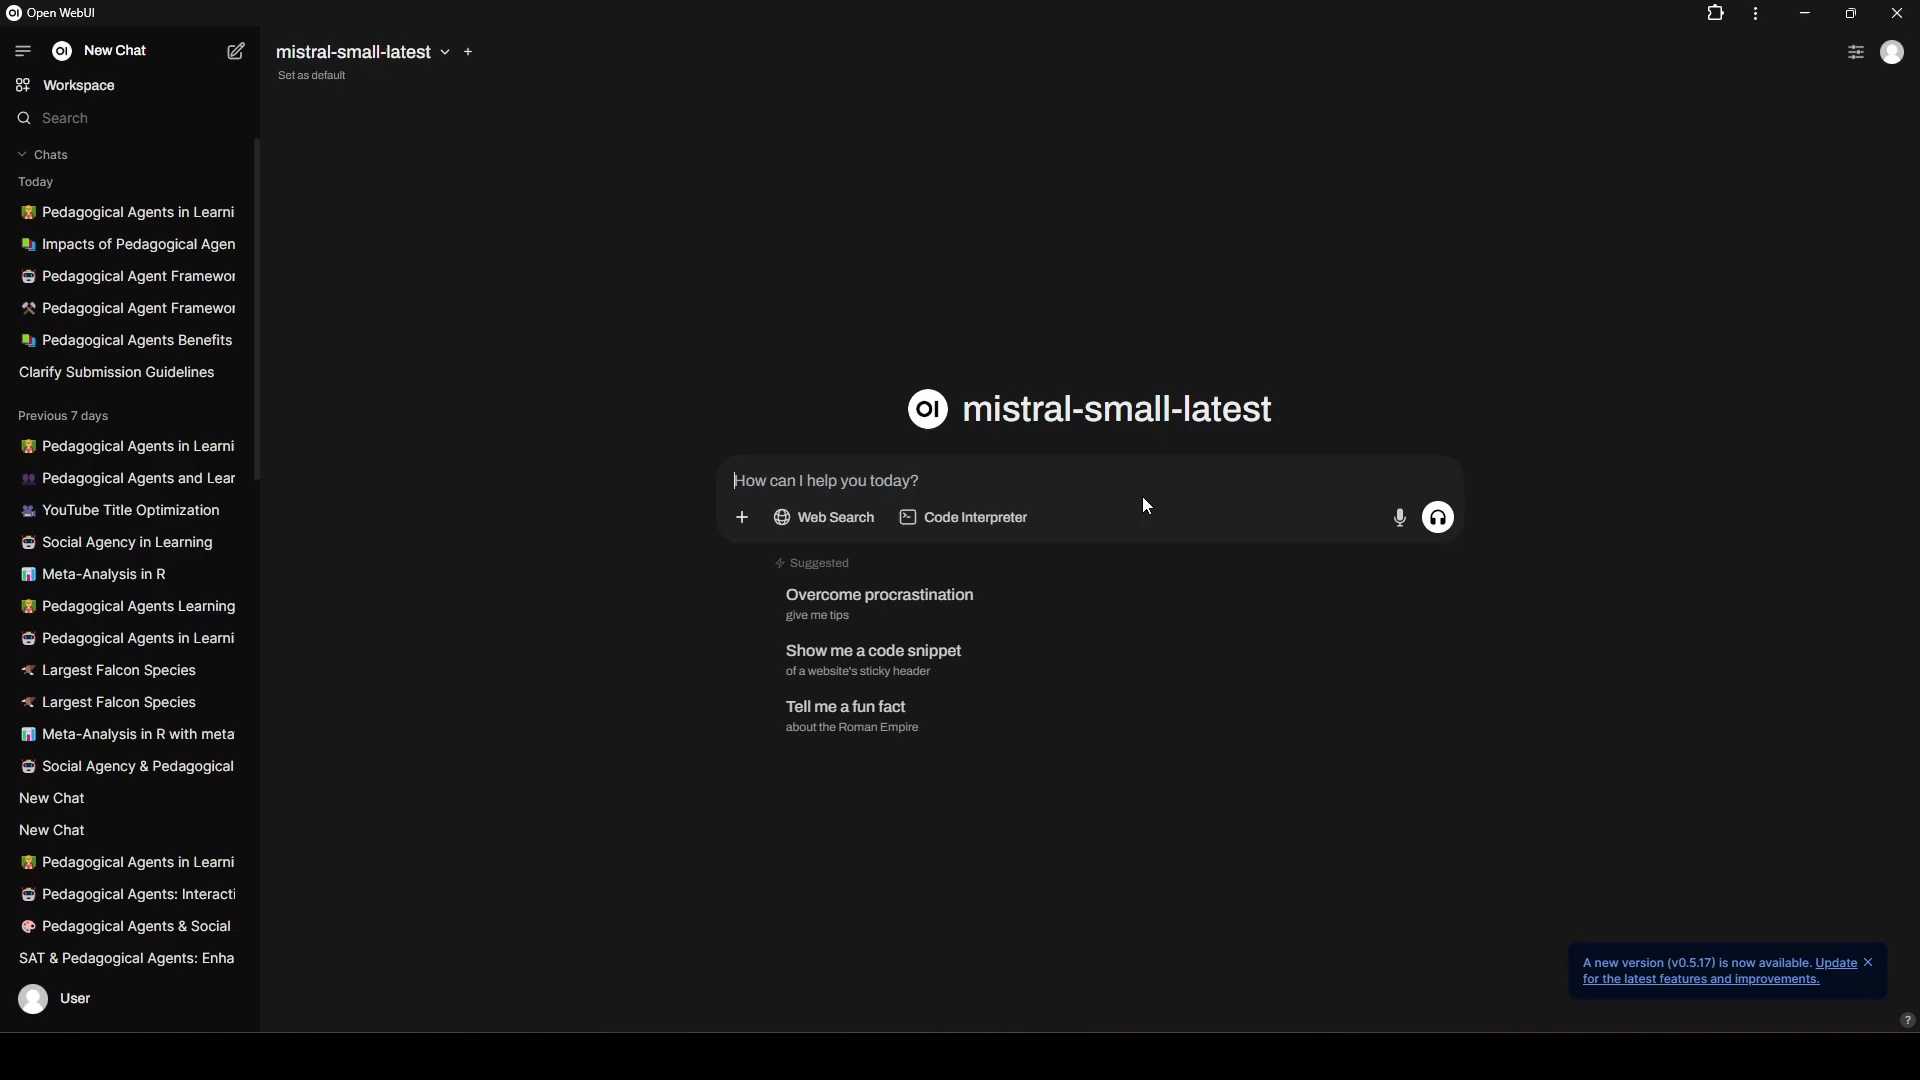 OI Open WebUI
OI New Chat
Workspace
Search
Chats
Today
Pedagogical Agents in Learni
Impacts of Pedagogical Agen
Pedagogical Agent Framewor
Pedagogical Agent Framewor
Pedagogical Agents Benefits
Clarify Submission Guidelines
Previous 7 days
Pedagogical Agents in Learni
Pedagogical Agents and Lear
YouTube Title Optimization
Social Agency in Learning
Meta-Analysis in R
Pedagogical Agents Learning
Pedagogical Agents in Learni
Largest Falcon Species
Largest Falcon Species
Meta-Analysis in R with meta
Social Agency & Pedagogical
New Chat
New Chat
Pedagogical Agents in Learni
Pedagogical Agents: Interacti
Pedagogical Agents & Social
SAT & Pedagogical Agents: Enha
User
mistral-small-latest
Set as default
OI mistral-small-latest
How can I help you today?
Web Search
Code Interpreter
Suggested
Overcome procrastination
give me tips
Show me a code snippet
of a website's sticky header
Tell me a fun fact
about the Roman Empire
A new version (v0.5.17) is now available. Update
for the latest features and improvements.
?